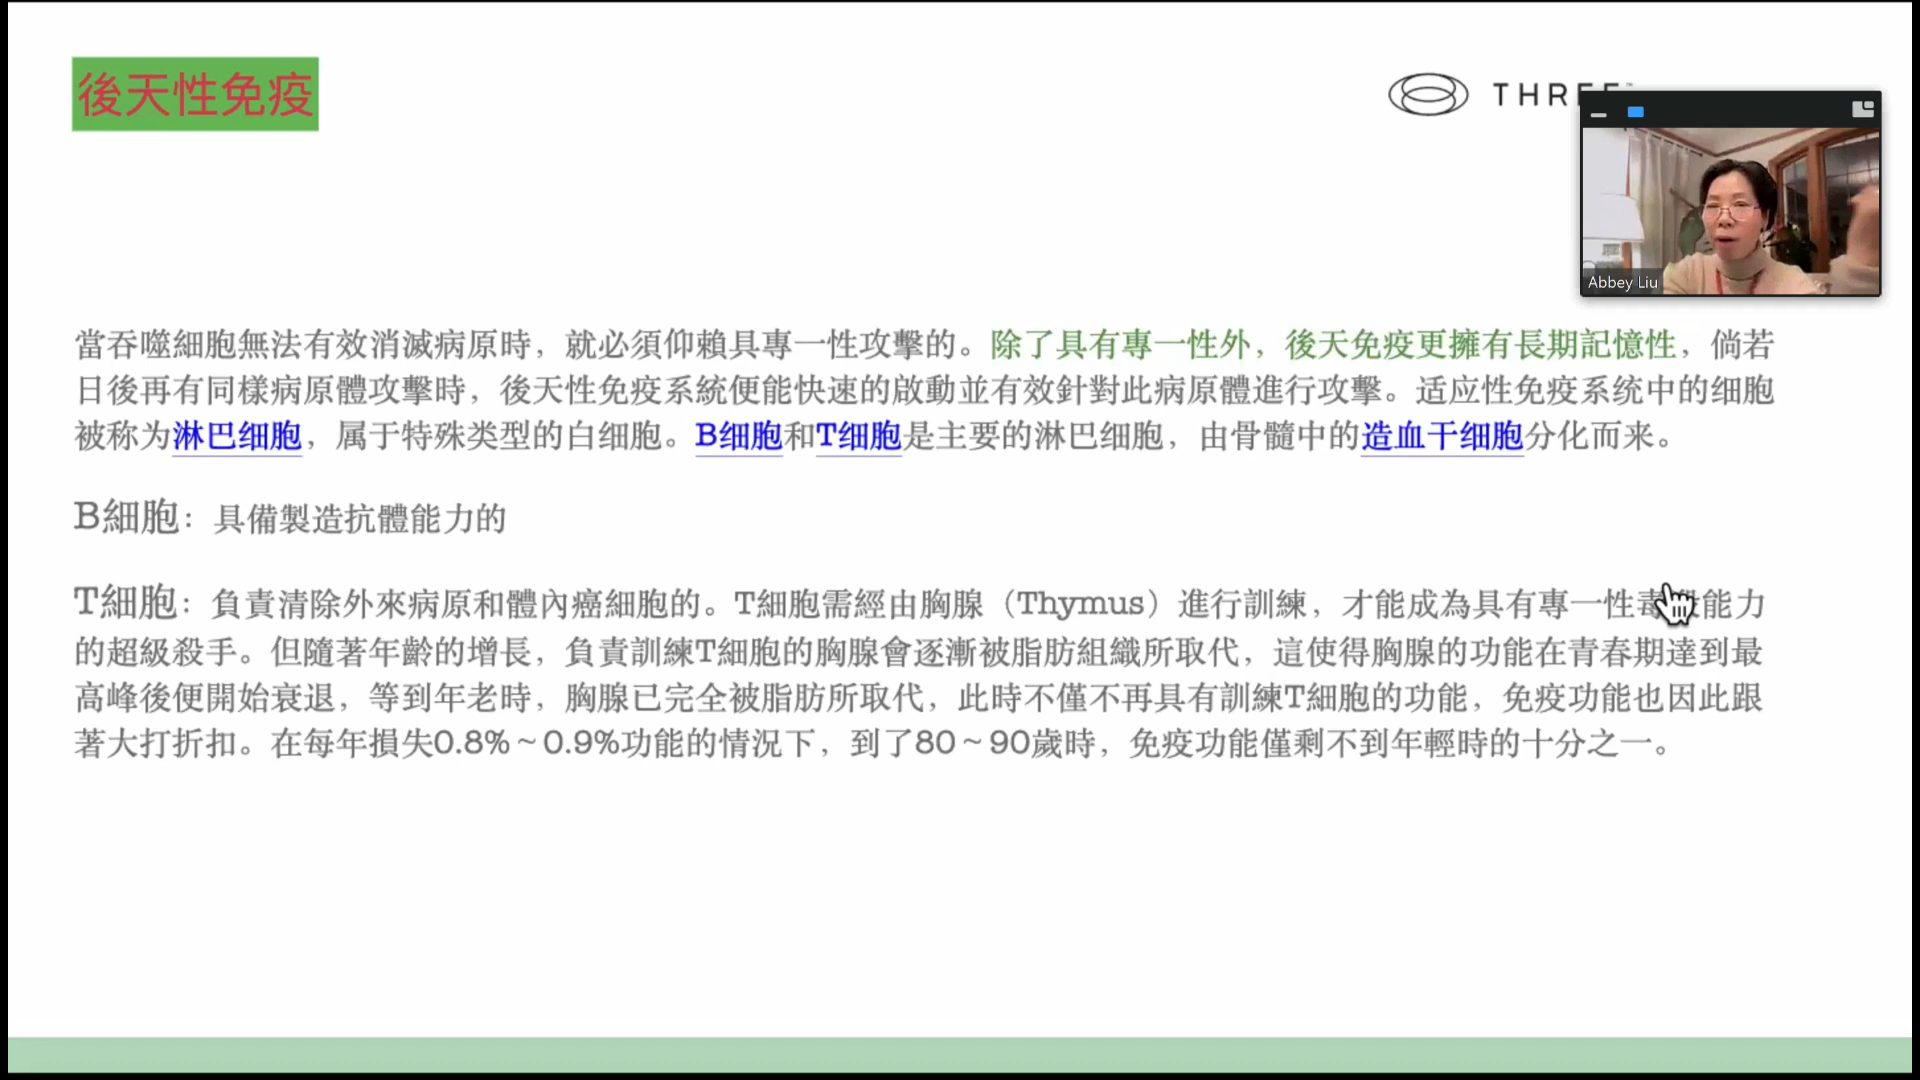 後天性免疫
THREE
Abbey Liu
當吞噬細胞無法有效消滅病原時，就必須仰賴具專一性攻擊的。除了具有專一性外，後天免疫更擁有長期記憶性，倘若
日後再有同樣病原體攻擊時，後天性免疫系統便能快速的啟動並有效針對此病原體進行攻擊。适应性免疫系统中的细胞
被称为淋巴细胞，属于特殊类型的白细胞。B细胞和T细胞是主要的淋巴细胞，由骨髓中的造血干细胞分化而来。
B細胞：具備製造抗體能力的
T細胞：負責清除外來病原和體內癌細胞的。T細胞需經由胸腺（Thymus）進行訓練，才能成為具有專一性毒能力
的超級殺手。但隨著年齡的增長，負責訓練T細胞的胸腺會逐漸被脂肪組織所取代，這使得胸腺的功能在青春期達到最
高峰後便開始衰退，等到年老時，胸腺已完全被脂肪所取代，此時不僅不再具有訓練T細胞的功能，免疫功能也因此跟
著大打折扣。在每年損失0.8%～0.9%功能的情況下，到了80～90歲時，免疫功能僅剩不到年輕時的十分之一。